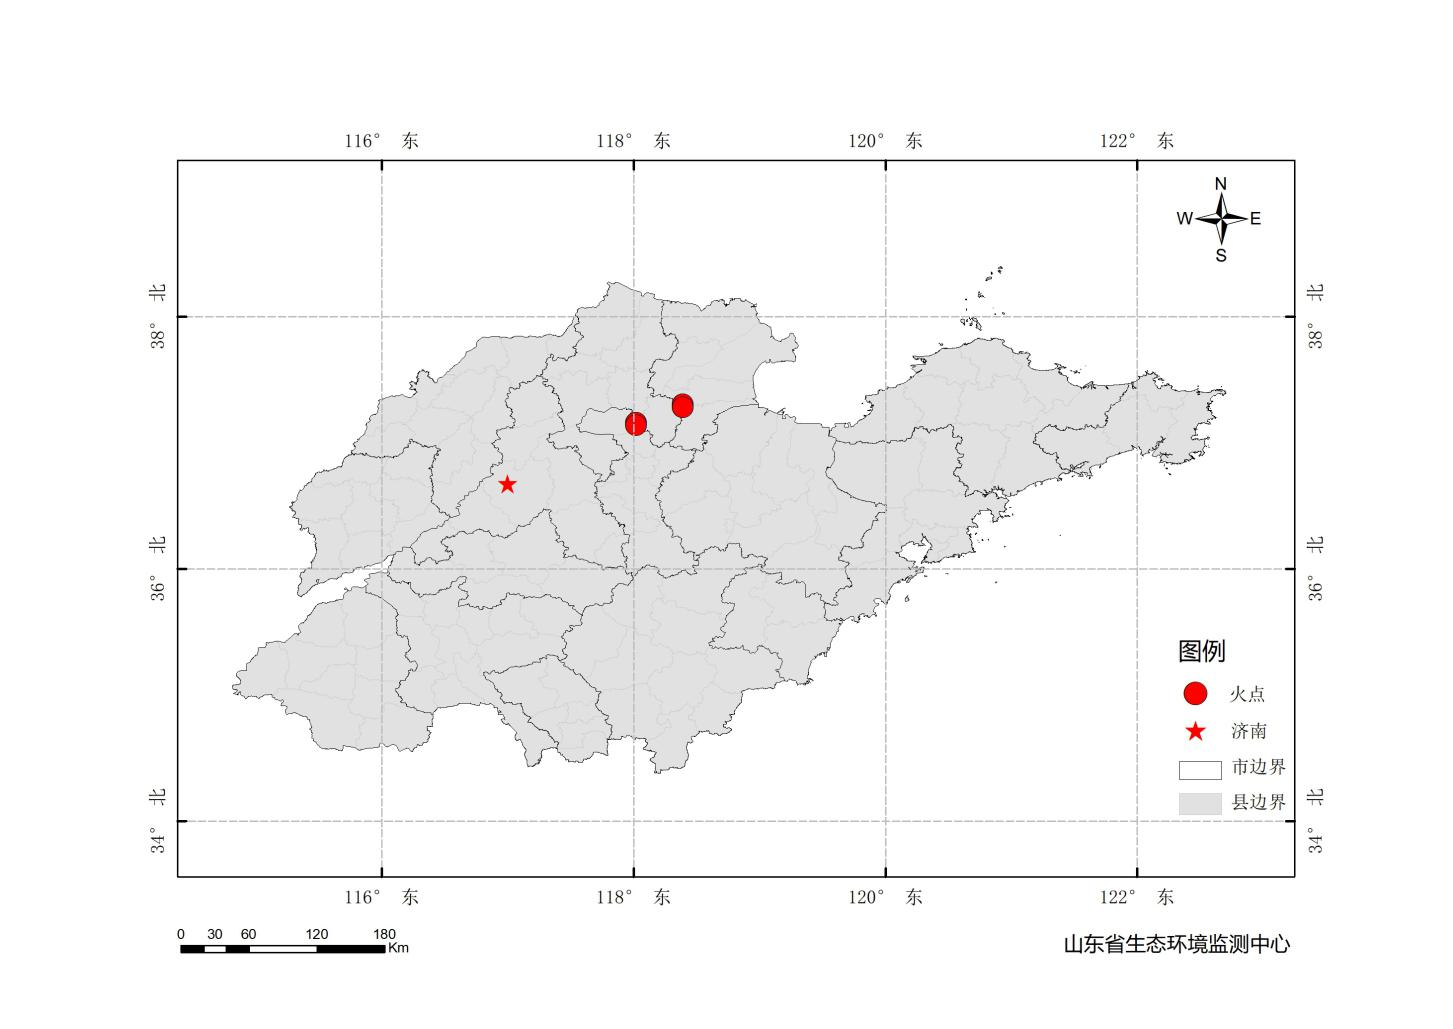 116° 东
118° 东
120° 东
122° 东
N
W
E
S
38° 北
38° 北
36° 北
36° 北
34° 北
34° 北
图例
火点
济南
市边界
县边界
116° 东
118° 东
120° 东
122° 东
0 30 60 120 180
Km
山东省生态环境监测中心